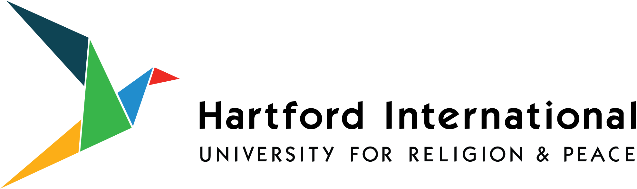 Hartford International
UNIVERSITY FOR RELIGION & PEACE